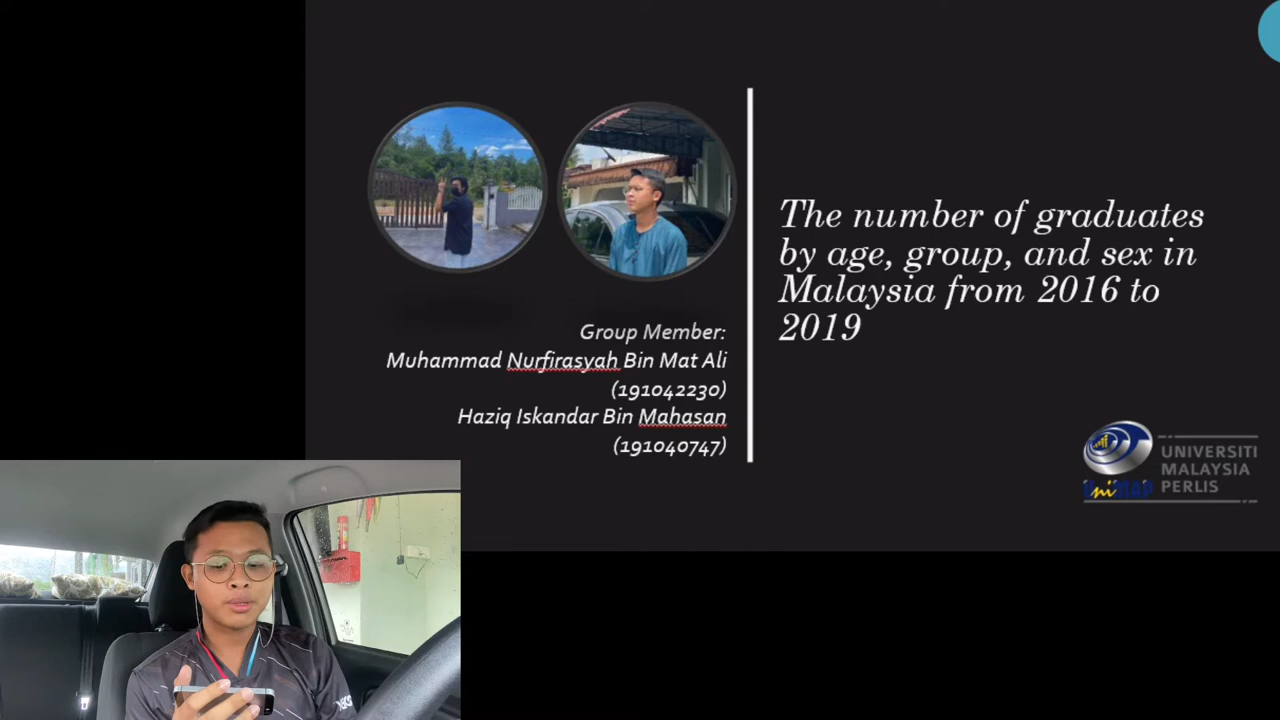 The number of graduates
by age, group, and sex in
Malaysia from 2016 to
2019
Group Member:
Muhammad Nurfirasyah Bin Mat Ali
(191042230)
Haziq Iskandar Bin Mahasan
(191040747)
UniMAP
UNIVERSITI
MALAYSIA
PERLIS